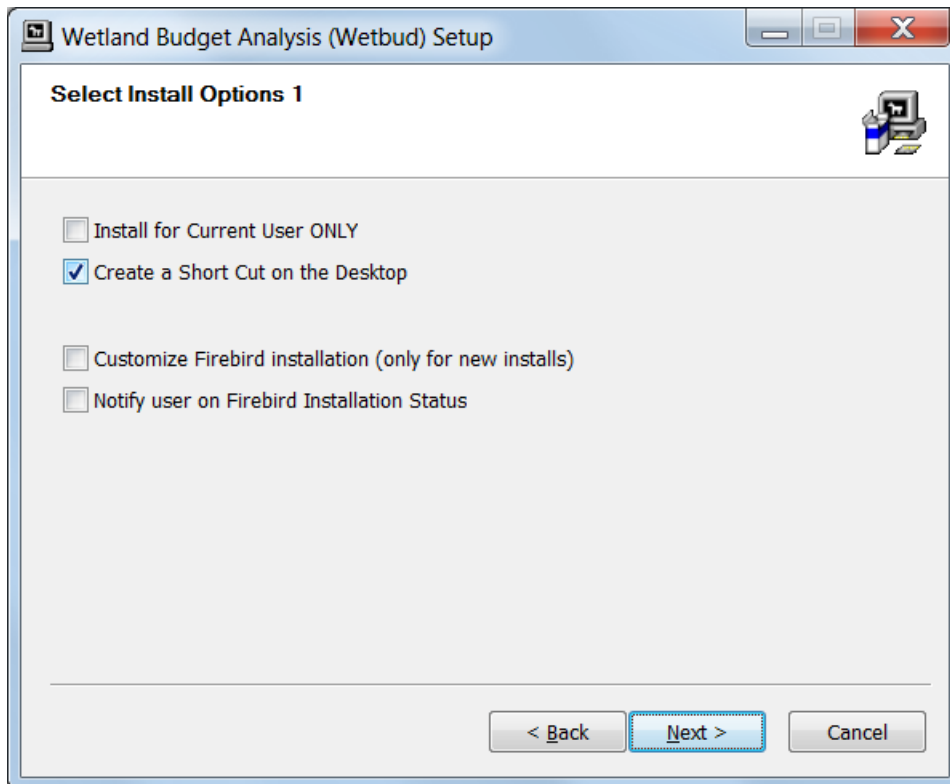 Wetland Budget Analysis (Wetbud) Setup
Select Install Options 1
Install for Current User ONLY
Create a Short Cut on the Desktop
Customize Firebird installation (only for new installs)
Notify user on Firebird Installation Status
< Back Next > Cancel